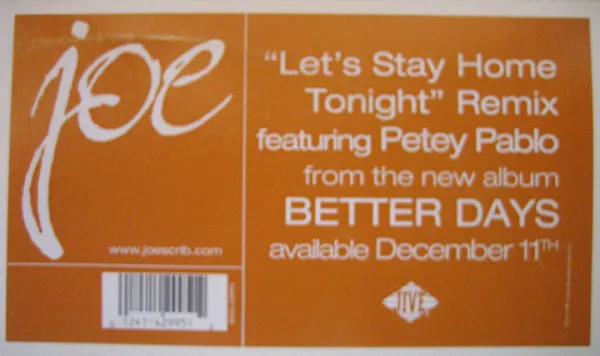 joe
www.joescrib.com
"Let's Stay Home
Tonight" Remix
featuring Petey Pablo
from the new album
BETTER DAYS
available December 11TH
JIVE